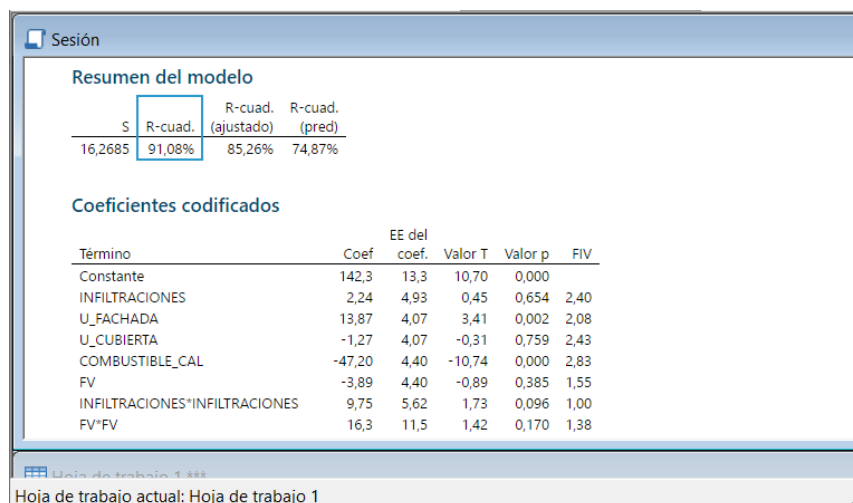 Sesión
Resumen del modelo
R-cuad. R-cuad.
S R-cuad. (ajustado) (pred)
16,2685 91,08% 85,26% 74,87%
Coeficientes codificados
EE del
Término Coef coef. Valor T Valor p FIV
Constante 142,3 13,3 10,70 0,000
INFILTRACIONES 2,24 4,93 0,45 0,654 2,40
U_FACHADA 13,87 4,07 3,41 0,002 2,08
U_CUBIERTA -1,27 4,07 -0,31 0,759 2,43
COMBUSTIBLE_CAL -47,20 4,40 -10,74 0,000 2,83
FV -3,89 4,40 -0,89 0,385 1,55
INFILTRACIONES*INFILTRACIONES 9,75 5,62 1,73 0,096 1,00
FV*FV 16,3 11,5 1,42 0,170 1,38
Hoja de trabajo 1 ***
Hoja de trabajo actual: Hoja de trabajo 1